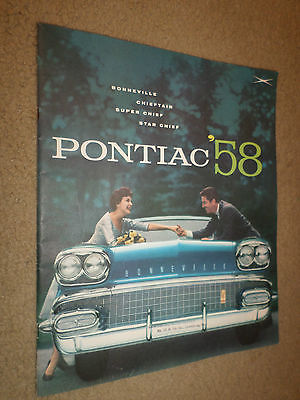 BONNEVILLE
CHIEFTAIN
SUPER CHIEF
STAR CHIEF
PONTIAC '58
BONNEVILLE